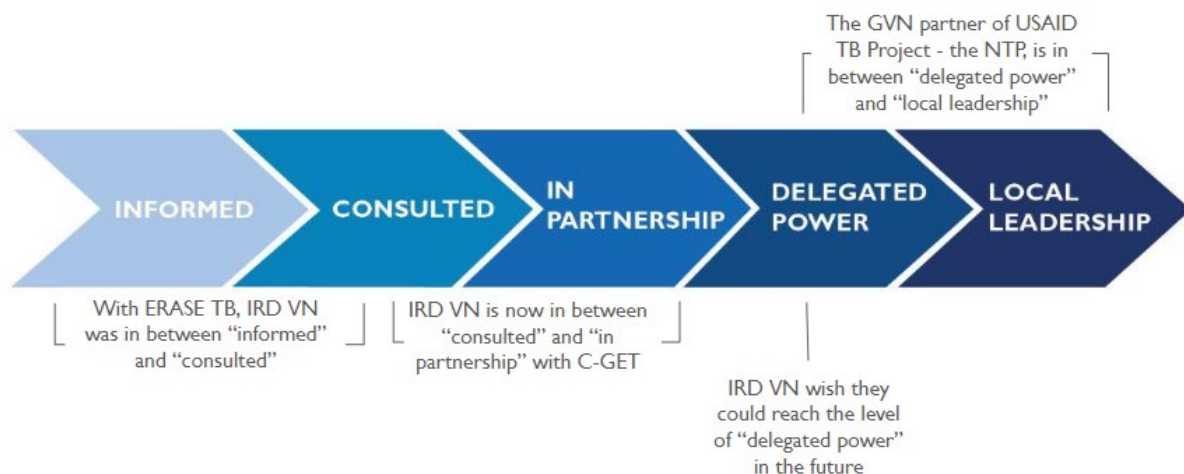 The GVN partner of USAID
TB Project - the NTP, is in
between “delegated power”
and “local leadership”
INFORMED
CONSULTED
IN
PARTNERSHIP
DELEGATED
POWER
LOCAL
LEADERSHIP
With ERASE TB, IRD VN
was in between “informed”
and “consulted”
IRD VN is now in between
“consulted” and “in
partnership” with C-GET
IRD VN wish they
could reach the level
of “delegated power”
in the future